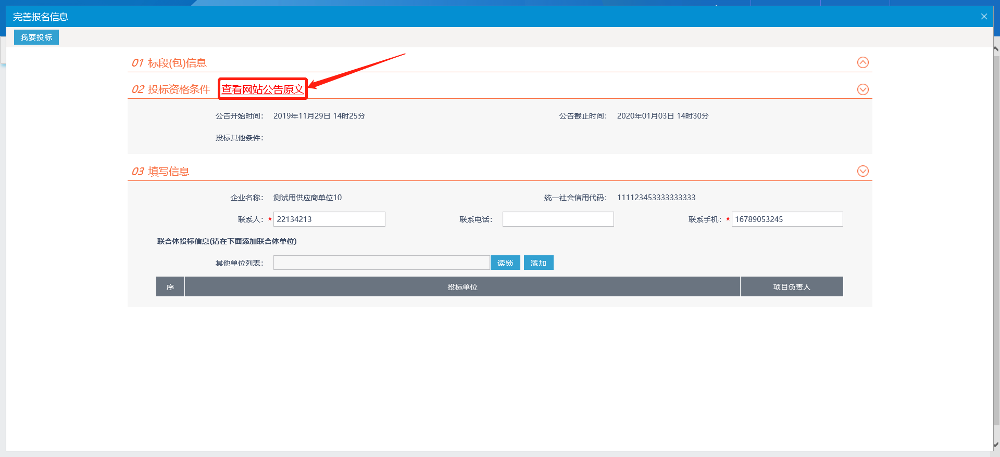 完善报名信息
我要投标
01 标段(包)信息
02 投标资格条件 查看网站公告原文
公告开始时间： 2019年11月29日 14时25分 公告截止时间： 2020年01月03日 14时30分
投标其他条件：
03 填写信息
企业名称： 测试用供应商单位10 统一社会信用代码： 111123453333333333
联系人：* 22134213 联系电话： 联系手机：* 16789053245
联合体投标信息(请在下面添加联合体单位)
其他单位列表： 读锁 添加
序 投标单位 项目负责人